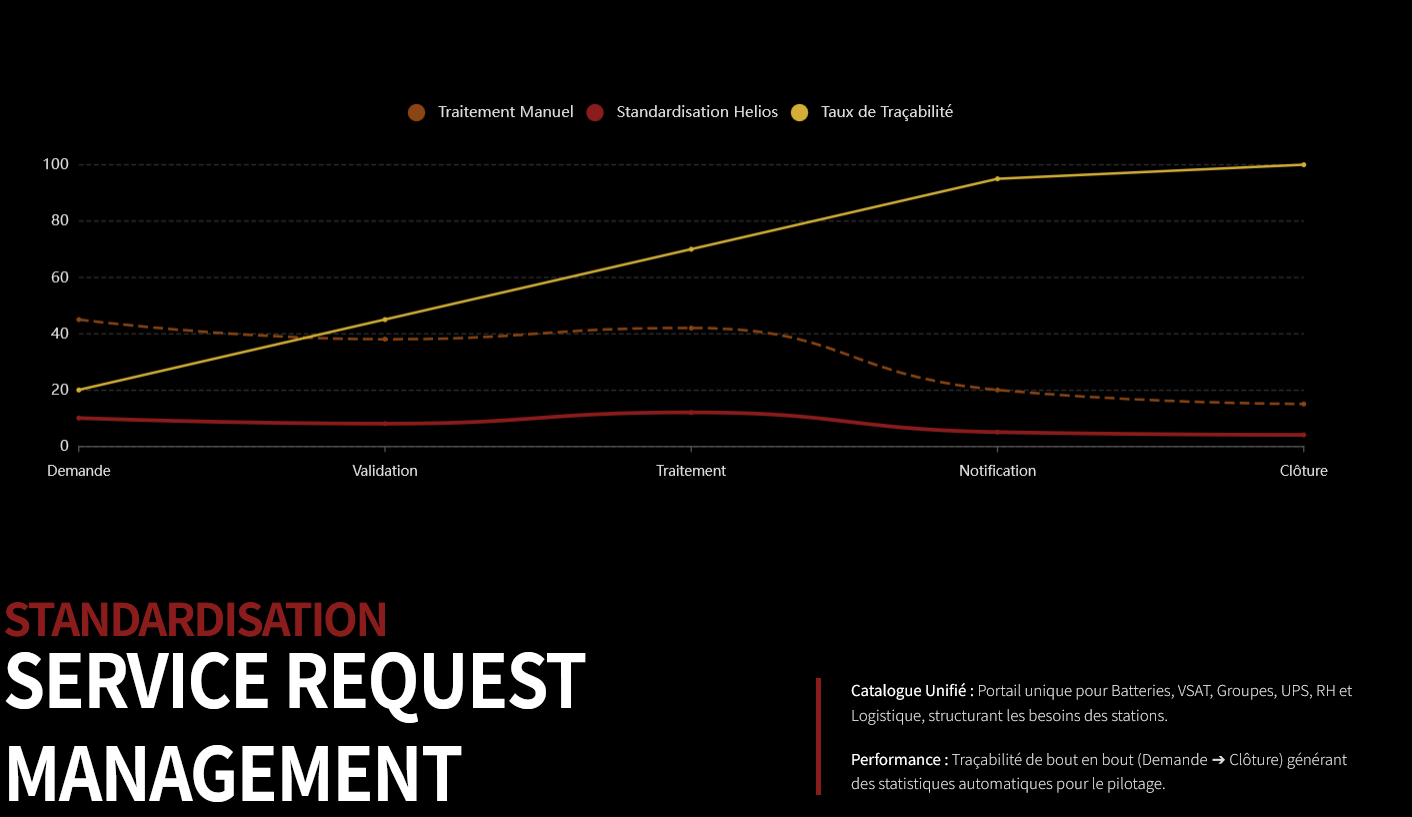 Traitement Manuel Standardisation Helios Taux de Traçabilité
100
80
60
40
20
0
Demande Validation Traitement Notification Clôture
STANDARDISATION
SERVICE REQUEST
MANAGEMENT
Catalogue Unifié : Portail unique pour Batteries, VSAT, Groupes, UPS, RH et
Logistique, structurant les besoins des stations.
Performance : Traçabilité de bout en bout (Demande ➔ Clôture) générant
des statistiques automatiques pour le pilotage.